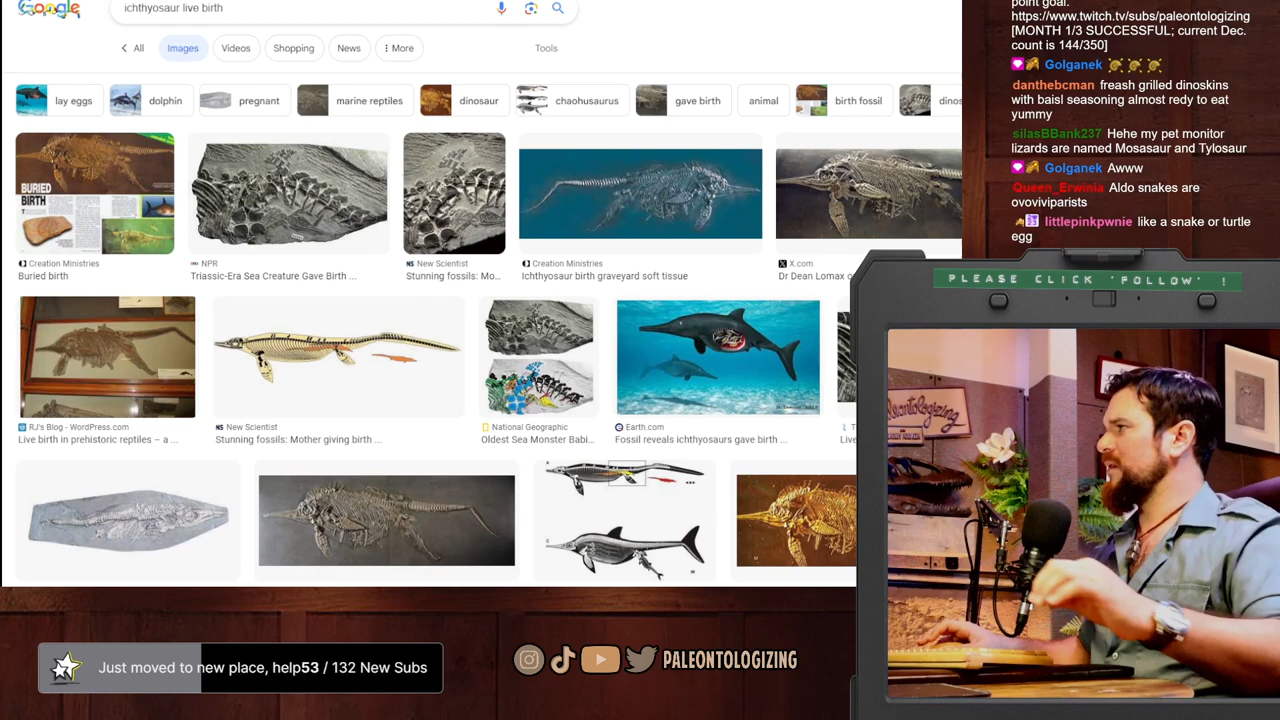 Google
ichthyosaur live birth
All
Images
Videos
Shopping
News
More
Tools
lay eggs
dolphin
pregnant
marine reptiles
dinosaur
chaohusaurus
gave birth
animal
birth fossil
dinos
BURIED
BIRTH
Creation Ministries
Buried birth
NPR
Triassic-Era Sea Creature Gave Birth ...
New Scientist
Stunning fossils: Mo...
Creation Ministries
Ichthyosaur birth graveyard soft tissue
X.com
Dr Dean Lomax o
RJ's Blog - WordPress.com
Live birth in prehistoric reptiles – a ...
New Scientist
Stunning fossils: Mother giving birth ...
National Geographic
Oldest Sea Monster Babi...
Earth.com
Fossil reveals ichthyosaurs gave birth ...
Live
point goal.
https://www.twitch.tv/subs/paleontologizing
[MONTH 1/3 SUCCESSFUL; current Dec.
count is 144/350]
Golganek
danthebcman freash grilled dinoskins
with baisl seasoning almost redy to eat
yummy
silasBBank237 Hehe my pet monitor
lizards are named Mosasaur and Tylosaur
Golganek Awww
Queen_Erwinia Aldo snakes are
ovoviviparists
littlepinkpwnie like a snake or turtle
egg
PLEASE CLICK 'FOLLOW' !
Paleontologizing
Just moved to new place, help53 / 132 New Subs
PALEONTOLOGIZING